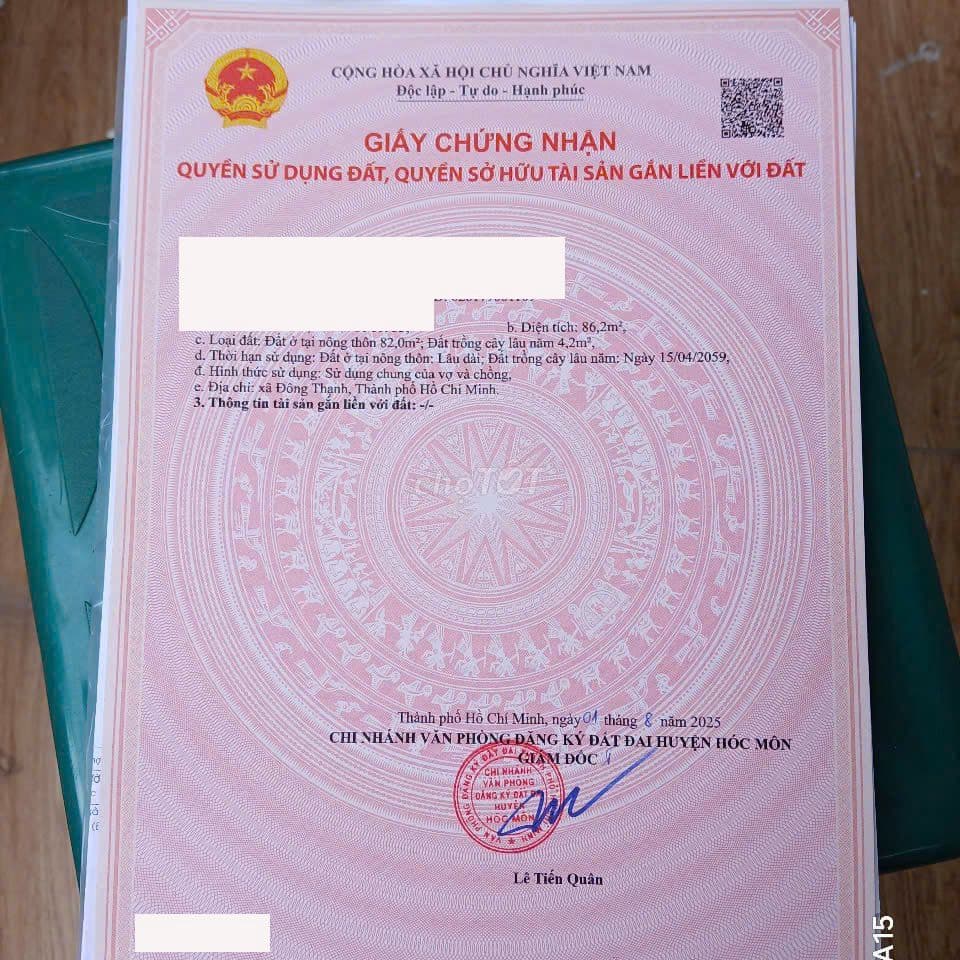 CỘNG HÒA XÃ HỘI CHỦ NGHĨA VIỆT NAM
Độc lập - Tự do - Hạnh phúc
GIẤY CHỨNG NHẬN
QUYỀN SỬ DỤNG ĐẤT, QUYỀN SỞ HỮU TÀI SẢN GẮN LIỀN VỚI ĐẤT
b. Diện tích: 86,2m²,
c. Loại đất: Đất ở tại nông thôn 82,0m²; Đất trồng cây lâu năm 4,2m²,
d. Thời hạn sử dụng: Đất ở tại nông thôn: Lâu dài; Đất trồng cây lâu năm: Ngày 15/04/2059,
đ. Hình thức sử dụng: Sử dụng chung của vợ và chồng,
e. Địa chỉ: xã Đông Thạnh, Thành phố Hồ Chí Minh.
3. Thông tin tài sản gắn liền với đất: -/-
choTOT
Thành phố Hồ Chí Minh, ngày 01 tháng 8 năm 2025
CHI NHÁNH VĂN PHÒNG ĐĂNG KÝ ĐẤT ĐAI HUYỆN HÓC MÔN
GIÁM ĐỐC
CHI NHÁNH
VĂN PHÒNG
ĐĂNG KÝ ĐẤT ĐAI
HUYỆN
HÓC MÔN
Lê Tiến Quân
A15